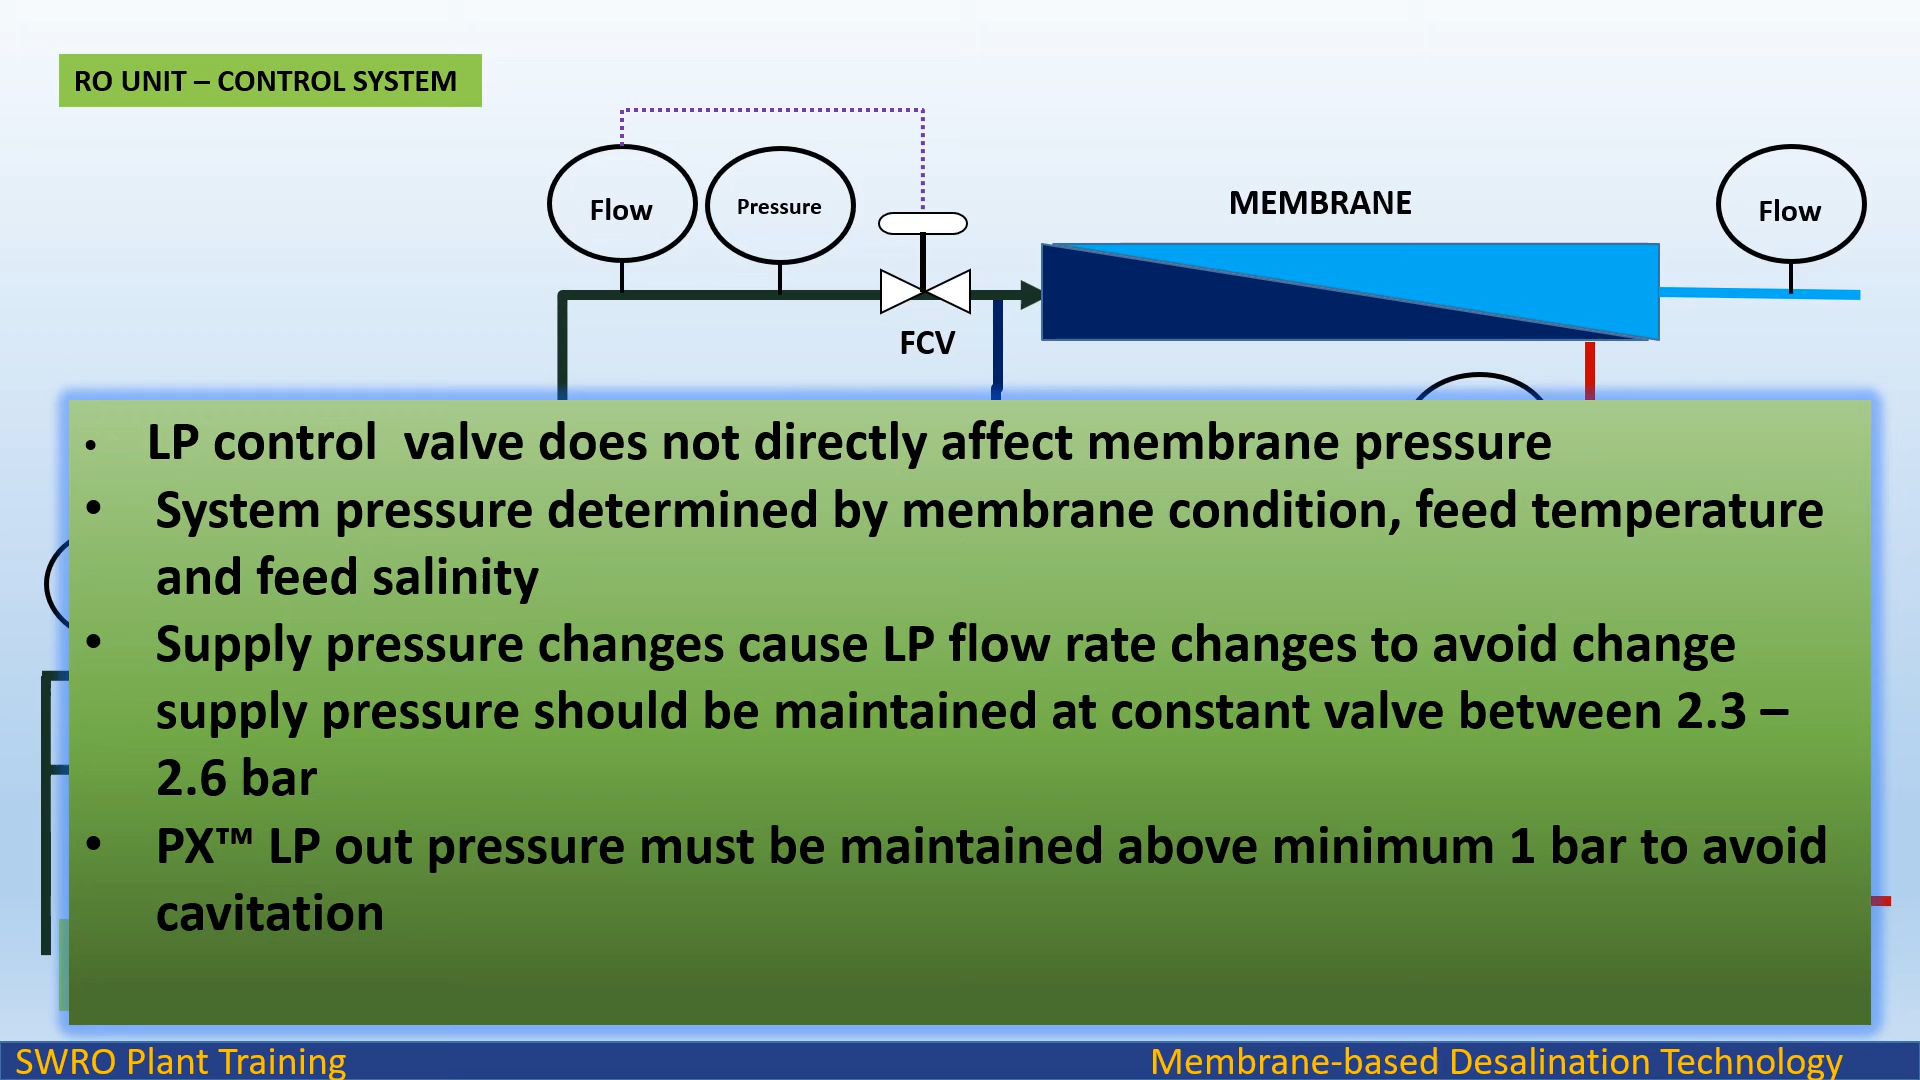 RO UNIT – CONTROL SYSTEM
Flow
Pressure
MEMBRANE
Flow
FCV
• LP control  valve does not directly affect membrane pressure
• System pressure determined by membrane condition, feed temperature
and feed salinity
• Supply pressure changes cause LP flow rate changes to avoid change
supply pressure should be maintained at constant valve between 2.3 –
2.6 bar
• PX™ LP out pressure must be maintained above minimum 1 bar to avoid
cavitation
SWRO Plant Training
Membrane-based Desalination Technology